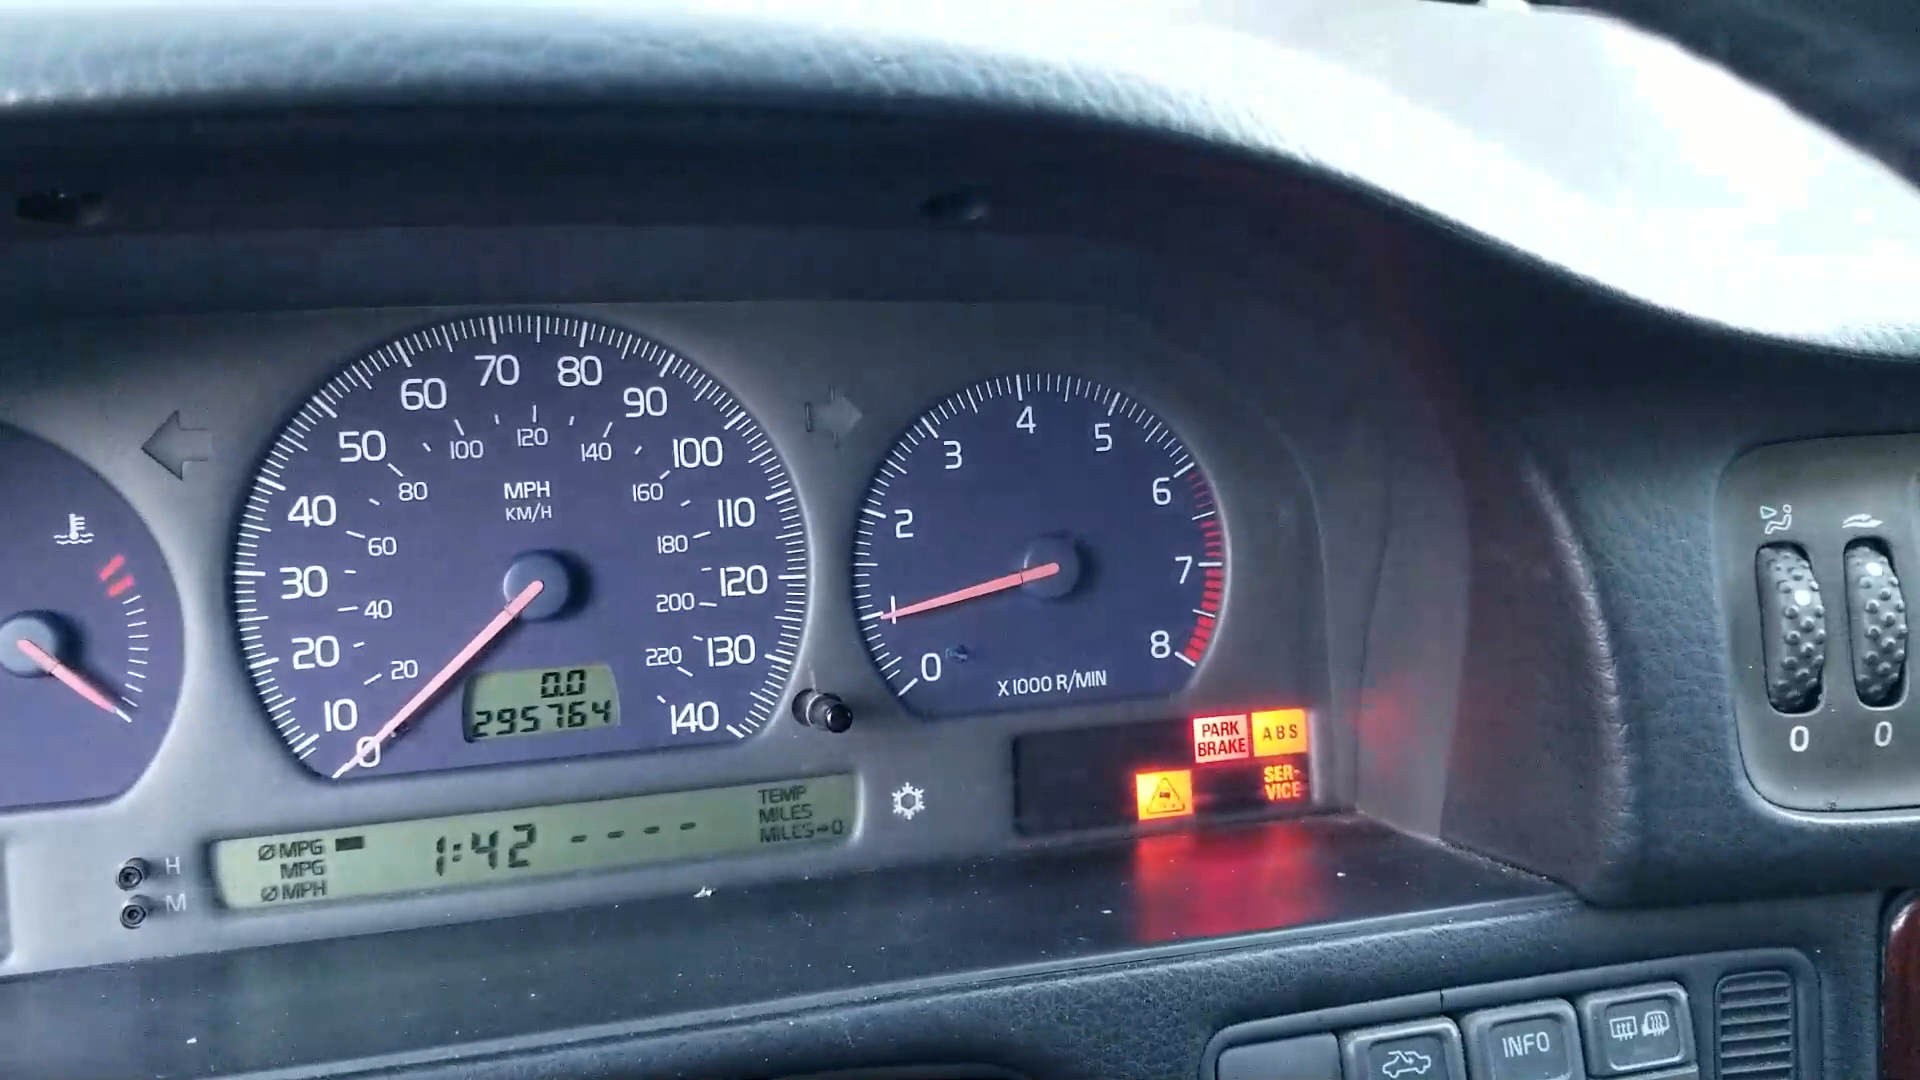 10
20
30
40
50
60
70
80
90
100
110
120
130
140
0
20
40
60
80
100
120
140
160
180
200
220
MPH
KM/H
0.0
295764
0
1
2
3
4
5
6
7
8
X1000 R/MIN
PARK
BRAKE
ABS
SER-
VICE
H
M
ØMPG
MPG
ØMPH
1:42 ----
TEMP
MILES
MILES→0
0
0
INFO